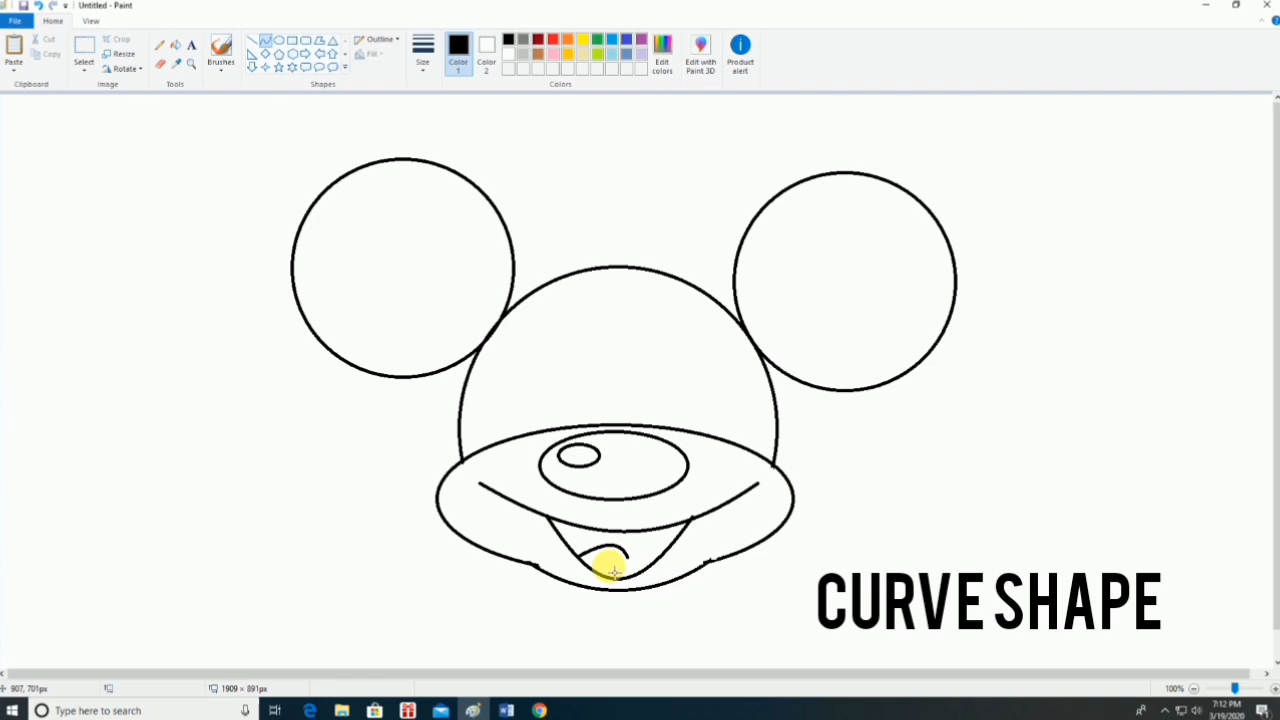 Untitled - Paint
File
Home
View
Paste
Cut
Copy
Clipboard
Select
Crop
Resize
Rotate
Image
Tools
Brushes
Outline
Fill
Shapes
Size
Color 1
Color 2
Edit colors
Colors
Edit with Paint 3D
Product alert
CURVE SHAPE
907, 701px
1909 × 891px
100%
Type here to search
7:12 PM
3/19/2020